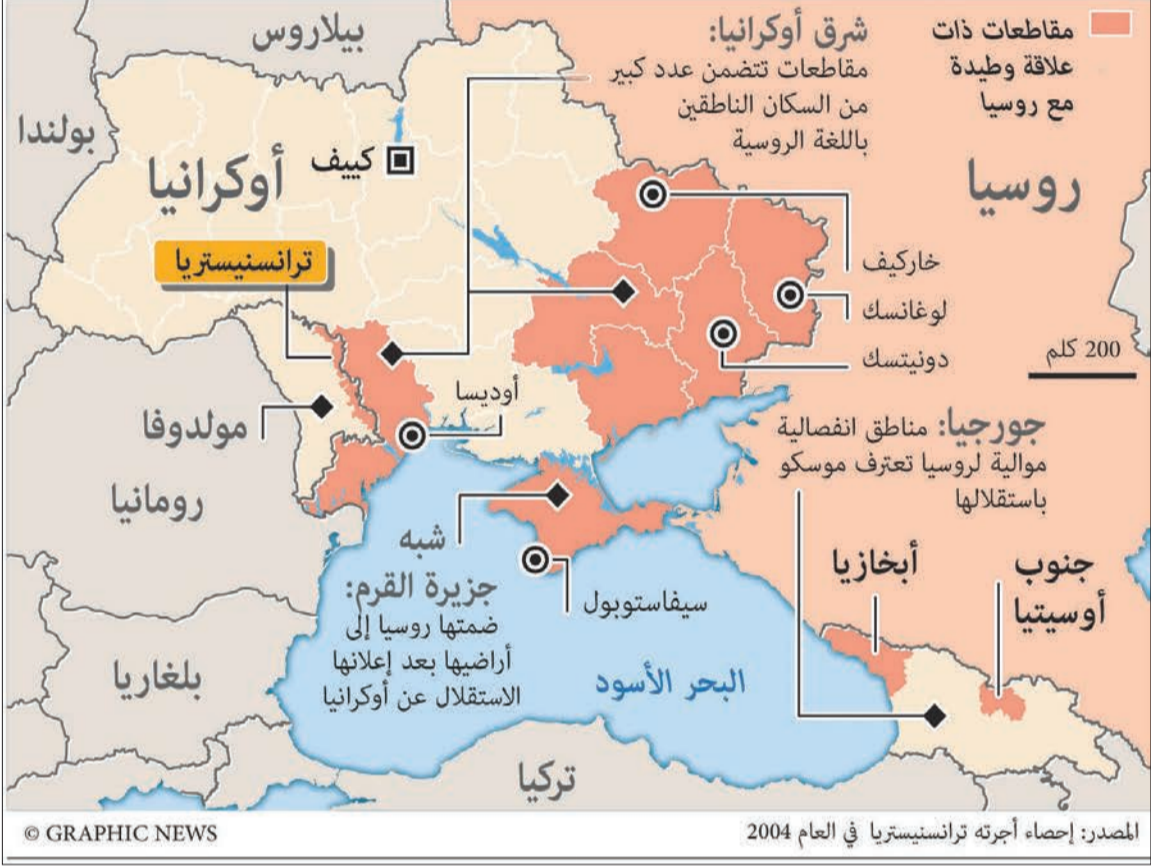 مقاطعات ذات
علاقة وطيدة
مع روسيا
شرق أوكرانيا:
مقاطعات تتضمن عدد كبير
من السكان الناطقين
باللغة الروسية
بيلاروس
بولندا
كييف
أوكرانيا
روسيا
ترانسنيستريا
خاركيف
لوغانسك
دونيتسك
200 كلم
أوديسا
مولدوفا
رومانيا
جورجيا: مناطق انفصالية
موالية لروسيا تعترف موسكو
باستقلالها
شبه
جزيرة القرم:
ضمتها روسيا إلى
أراضيها بعد إعلانها
الاستقلال عن أوكرانيا
سيفاستوبول
أبخازيا
جنوب
أوسيتيا
البحر الأسود
بلغاريا
تركيا
المصدر: إحصاء أجرته ترانسنيستريا في العام 2004
© GRAPHIC NEWS